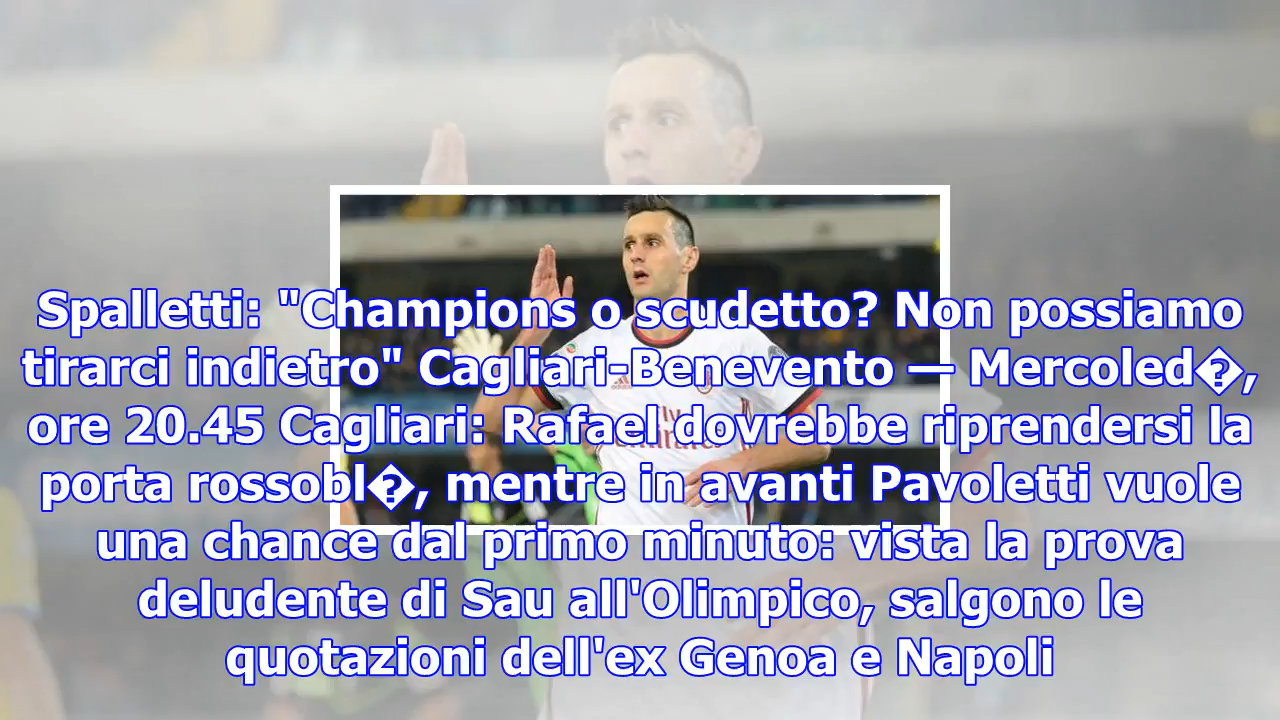 Spalletti: "Champions o scudetto? Non possiamo
tirarci indietro" Cagliari-Benevento — Mercoled�,
ore 20.45 Cagliari: Rafael dovrebbe riprendersi la
porta rossobl�, mentre in avanti Pavoletti vuole
una chance dal primo minuto: vista la prova
deludente di Sau all'Olimpico, salgono le
quotazioni dell'ex Genoa e Napoli